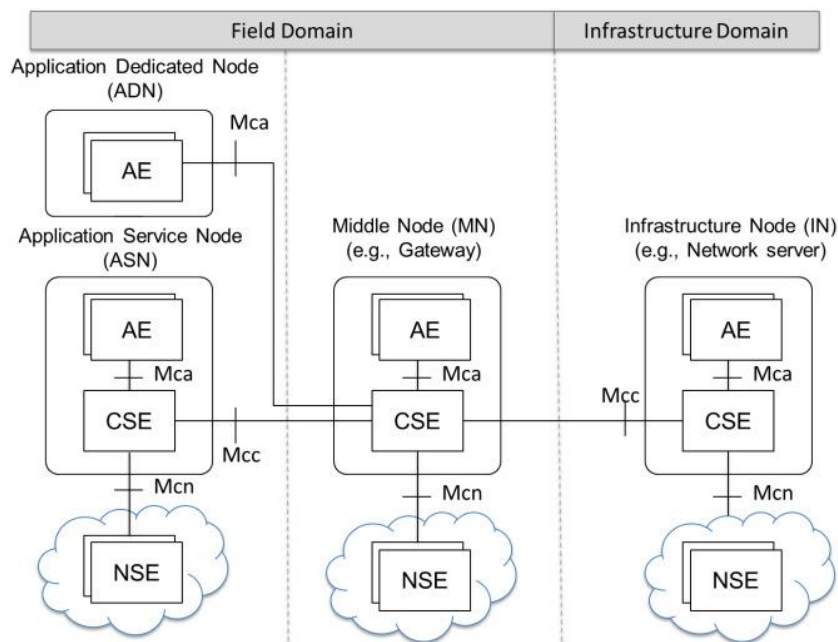 Field Domain
Infrastructure Domain
Application Dedicated Node
(ADN)
Mca
AE
Application Service Node
(ASN)
Middle Node (MN)
(e.g., Gateway)
Infrastructure Node (IN)
(e.g., Network server)
AE
AE
AE
Mca
Mca
Mca
Mcc
CSE
CSE
CSE
Mcc
Mcn
Mcn
Mcn
NSE
NSE
NSE